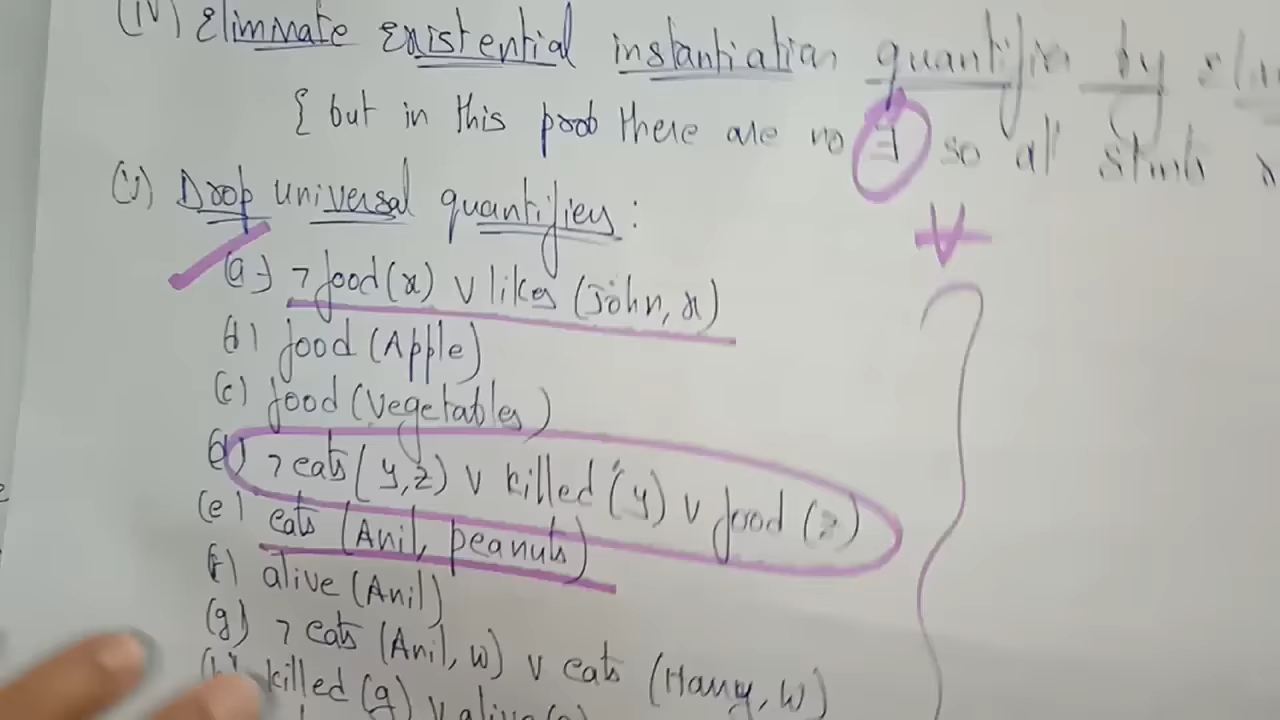 (iv) Eliminate existential instantiation quantifier by
{ but in this prob there are no ∃ so all
∀
(v) Drop universal quantifiers :
(a) ¬food(x) ∨ likes (John, x)
(b) food (Apple)
(c) food (vegetables)
(d) ¬eats (y,z) ∨ killed (y) ∨ food (z)
(e) eats (Anil, peanuts)
(f) alive (Anil)
(g) ¬eats (Anil, w) ∨ eats (Harry, w)
(h) killed (g) ∨ alive